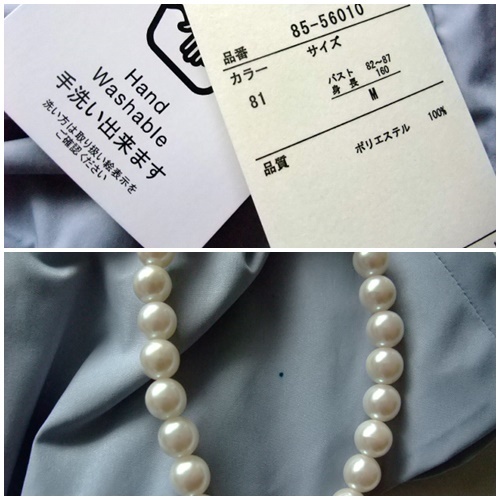 Hand
Washable
手洗い出来ます
洗い方は取り扱い絵表示を
ご確認ください
品番 85-56010
カラー サイズ
81 バスト 82~87
身長 160
M
品質 ポリエステル 100%